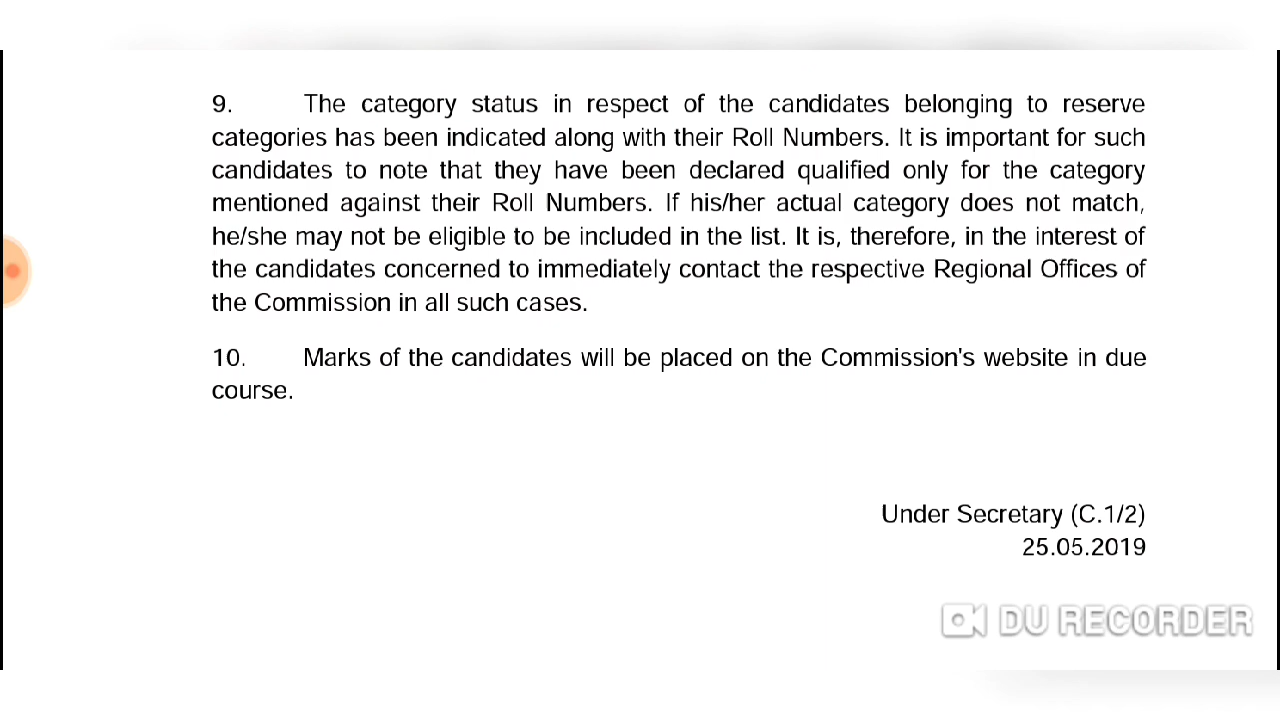 9. The category status in respect of the candidates belonging to reserve
categories has been indicated along with their Roll Numbers. It is important for such
candidates to note that they have been declared qualified only for the category
mentioned against their Roll Numbers. If his/her actual category does not match,
he/she may not be eligible to be included in the list. It is, therefore, in the interest of
the candidates concerned to immediately contact the respective Regional Offices of
the Commission in all such cases.
10. Marks of the candidates will be placed on the Commission's website in due
course.
Under Secretary (C.1/2)
25.05.2019
DU RECORDER